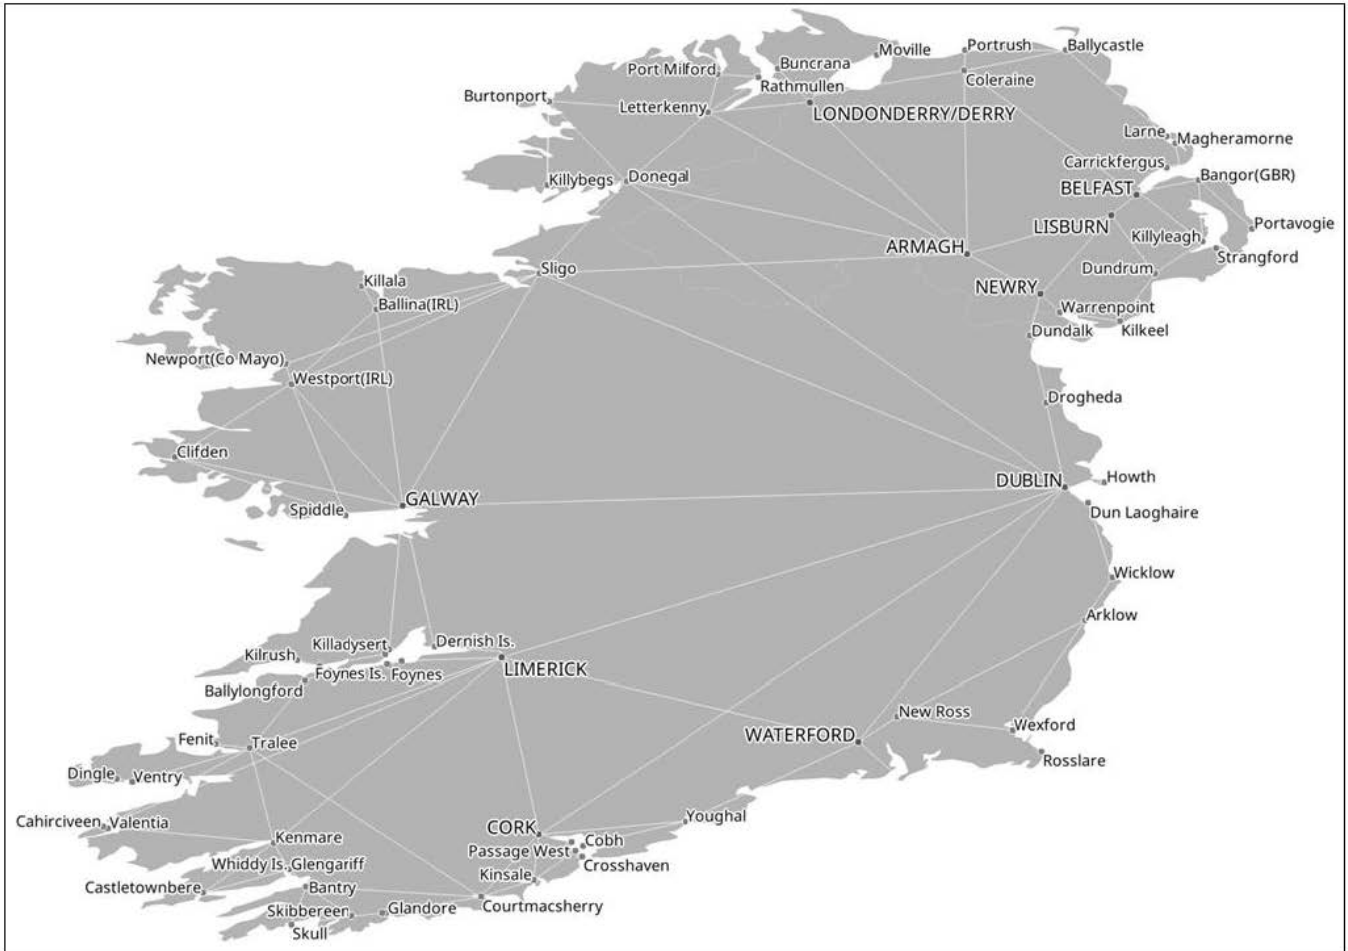 Moville
Portrush
Ballycastle
Buncrana
Port Milford
Coleraine
Rathmullen
Burtonport
Letterkenny
LONDONDERRY/DERRY
Larne
Magheramorne
Carrickfergus
Killybegs
Donegal
BELFAST
Bangor(GBR)
LISBURN
Portavogie
Killyleagh
ARMAGH
Strangford
Sligo
Dundrum
Killala
NEWRY
Ballina(IRL)
Warrenpoint
Dundalk
Kilkeel
Newport(Co Mayo)
Westport(IRL)
Drogheda
Clifden
DUBLIN
Howth
GALWAY
Spiddle
Dun Laoghaire
Wicklow
Arklow
Killadysert
Dernish Is.
Kilrush
LIMERICK
Foynes Is.
Foynes
Ballylongford
New Ross
Wexford
WATERFORD
Fenit
Tralee
Rosslare
Dingle
Ventry
Youghal
Cahirciveen
Valentia
CORK
Kenmare
Cobh
Passage West
Whiddy Is.
Glengariff
Crosshaven
Kinsale
Castletownbere
Bantry
Skibbereen
Glandore
Courtmacsherry
Skull